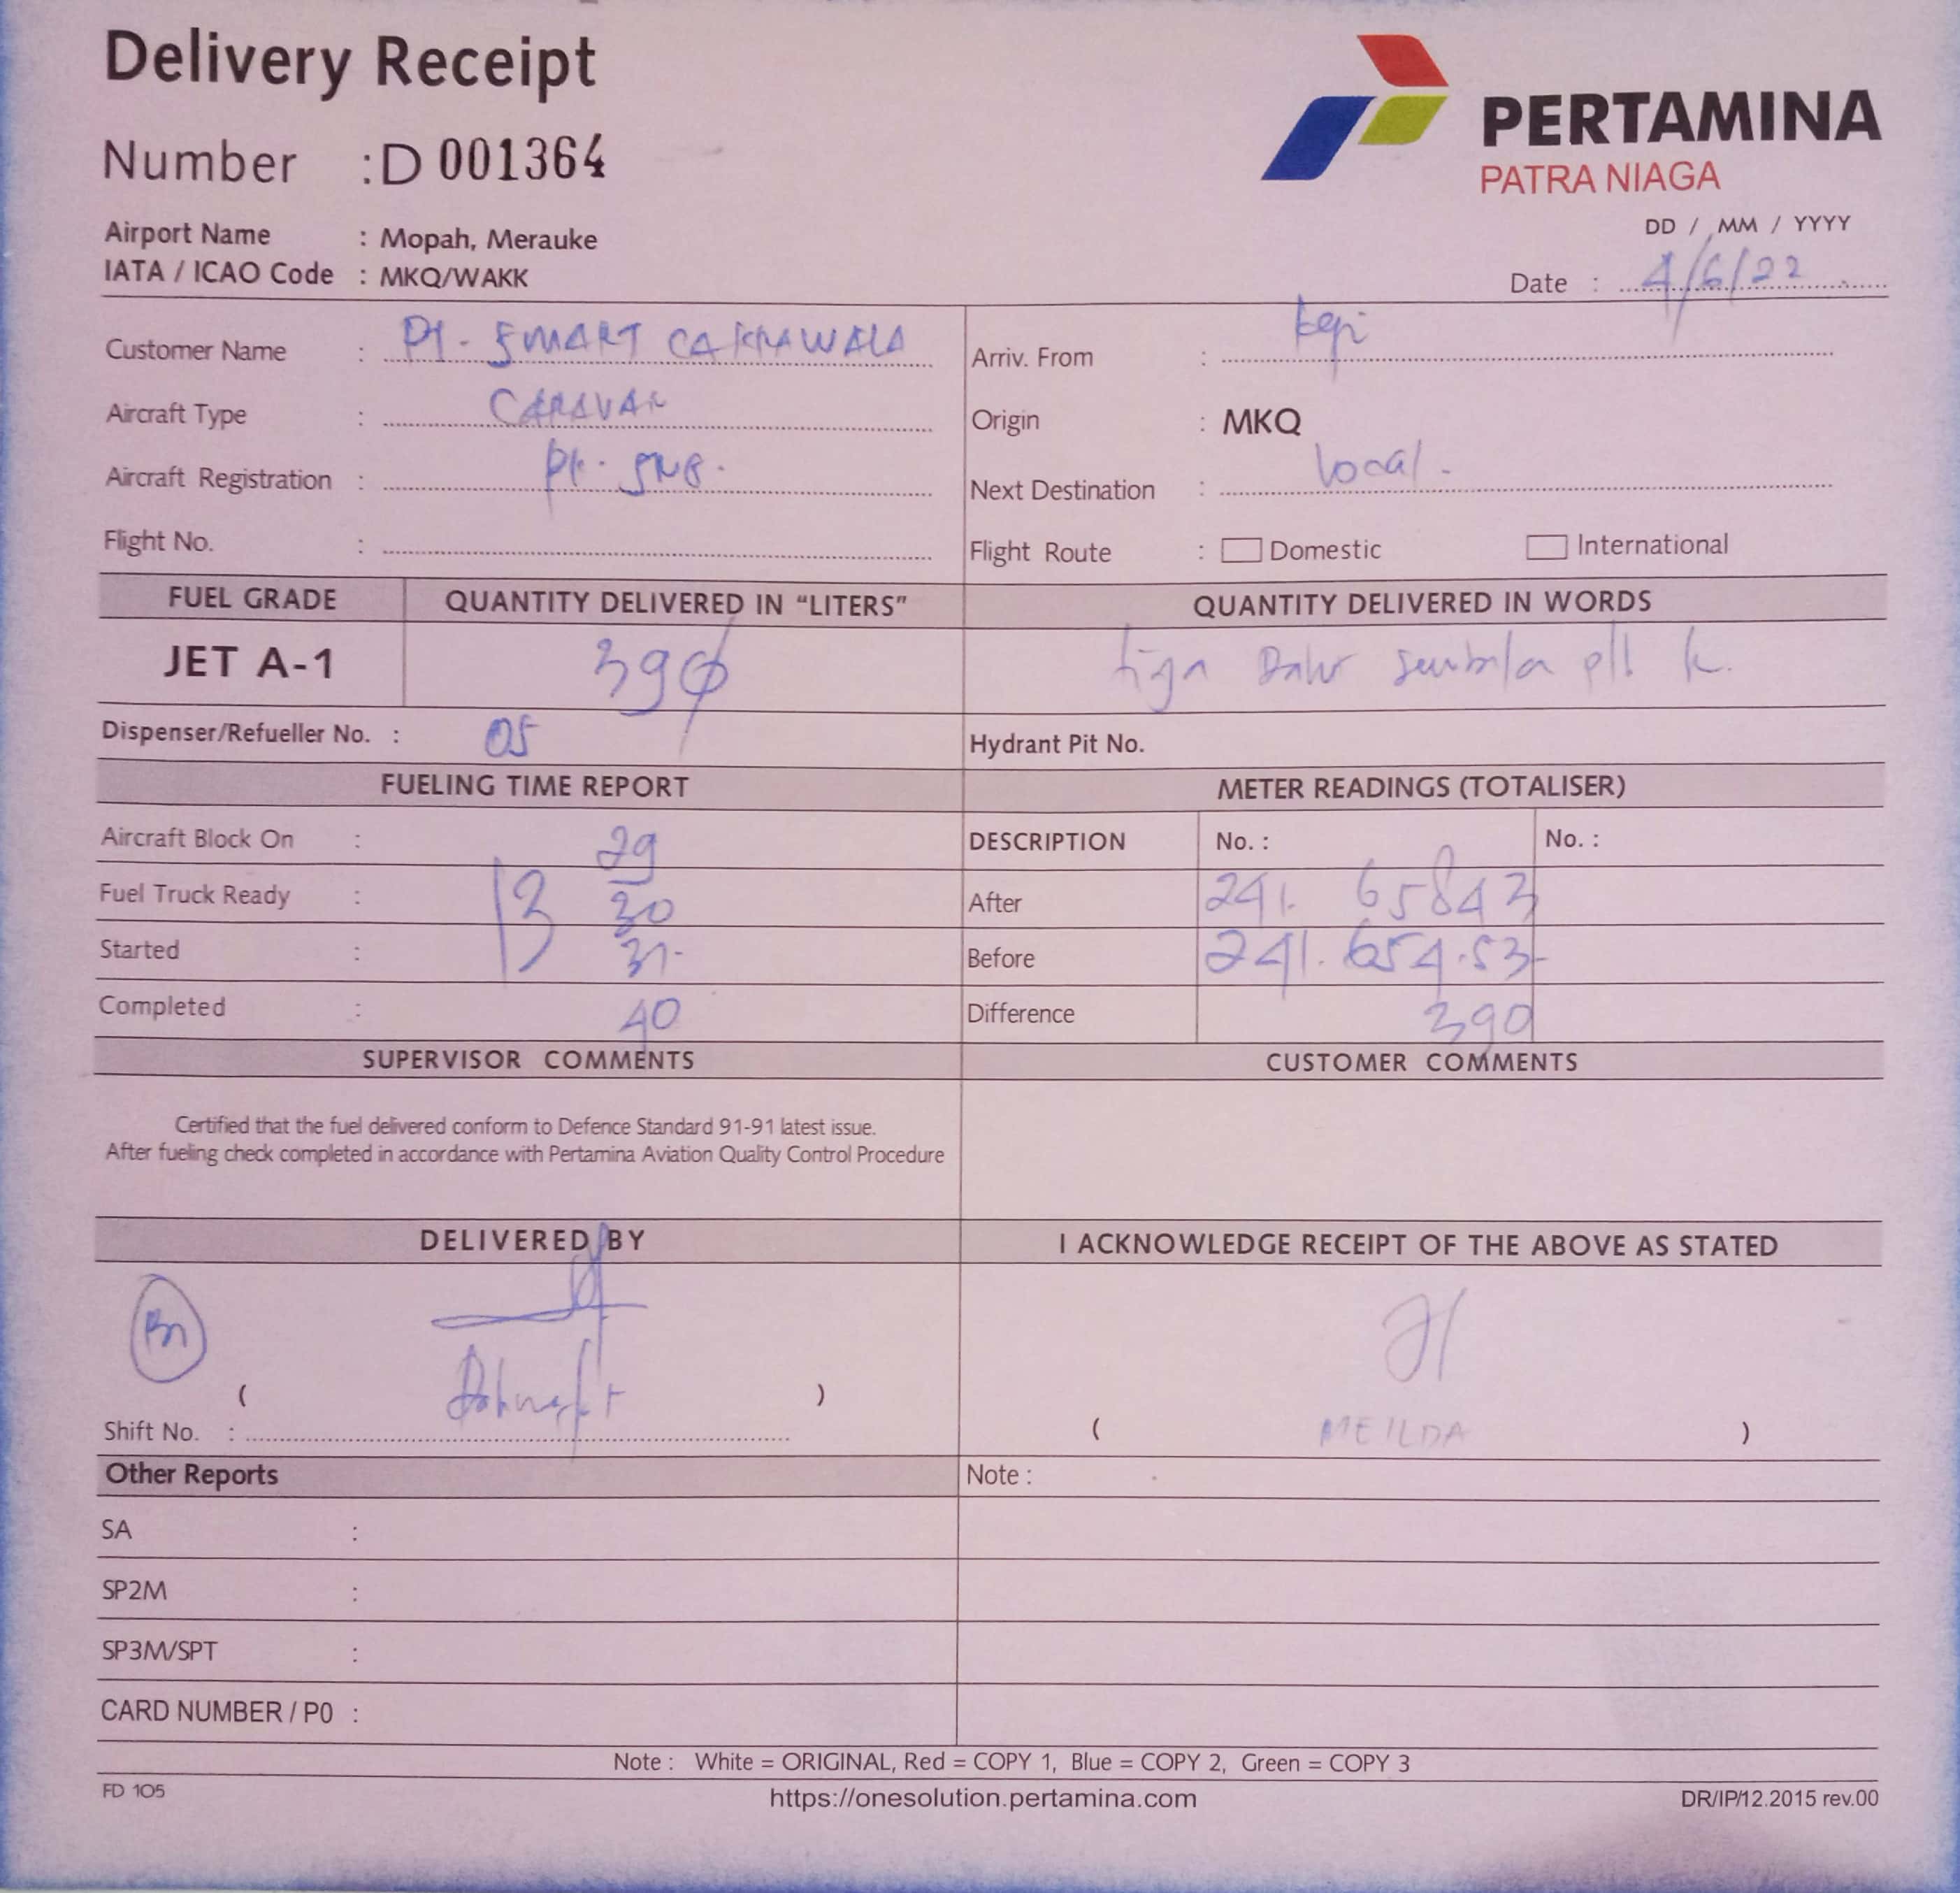 Delivery Receipt
Number : D 001364
PERTAMINA
PATRA NIAGA
Airport Name : Mopah, Merauke
IATA / ICAO Code : MKQ/WAKK
DD / MM / YYYY
Date : 4/6/22
Customer Name : PT. SMART CAKRAWALA
Arriv. From : kepi
Aircraft Type : CARAVAN
Origin : MKQ
Aircraft Registration : PK. SNB.
Next Destination : local.
Flight No. :
Flight Route : Domestic International
FUEL GRADE QUANTITY DELIVERED IN “LITERS” QUANTITY DELIVERED IN WORDS
JET A-1 390 tiga
Dispenser/Refueller No. : 05 Hydrant Pit No.
FUELING TIME REPORT METER READINGS (TOTALISER)
Aircraft Block On : 29 DESCRIPTION No. : No. :
Fuel Truck Ready : 13 30 After 241. 65843
Started : 31- Before 241.654.53-
Completed : 40 Difference 390
SUPERVISOR COMMENTS CUSTOMER COMMENTS
Certified that the fuel delivered conform to Defence Standard 91-91 latest issue.
After fueling check completed in accordance with Pertamina Aviation Quality Control Procedure
DELIVERED BY I ACKNOWLEDGE RECEIPT OF THE ABOVE AS STATED
( )
Shift No. :
( MEILDA )
Other Reports Note :
SA :
SP2M :
SP3M/SPT :
CARD NUMBER / P0 :
Note : White = ORIGINAL, Red = COPY 1, Blue = COPY 2, Green = COPY 3
FD 105 https://onesolution.pertamina.com DR/IP/12.2015 rev.00